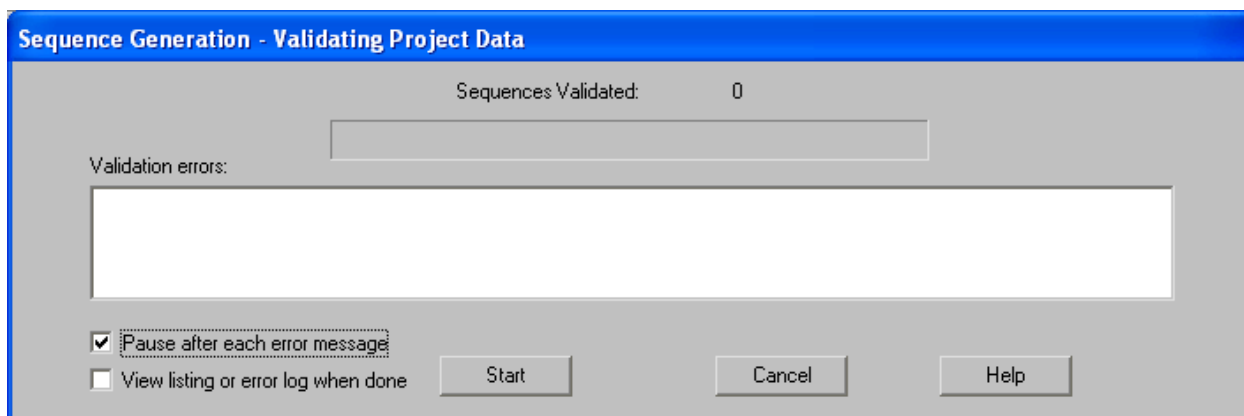 Sequence Generation - Validating Project Data
Sequences Validated: 0
Validation errors:
Pause after each error message
View listing or error log when done
Start Cancel Help